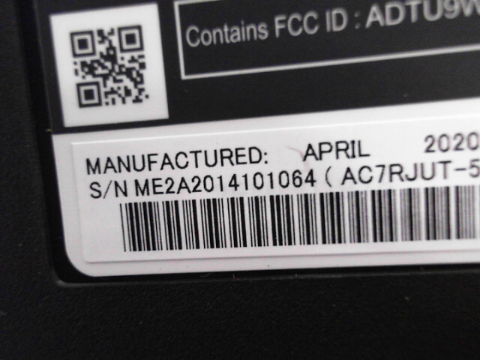 Contains FCC ID : ADTU9W
MANUFACTURED: APRIL 2020
S/N ME2A2014101064 ( AC7RJUT-5